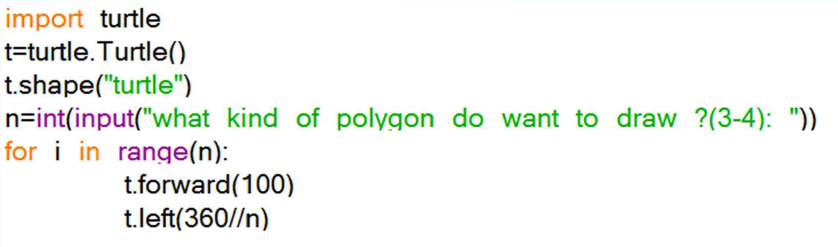 import turtle
t=turtle.Turtle()
t.shape("turtle")
n=int(input("what kind of polygon do want to draw ?(3-4): "))
for i in range(n):
t.forward(100)
t.left(360//n)